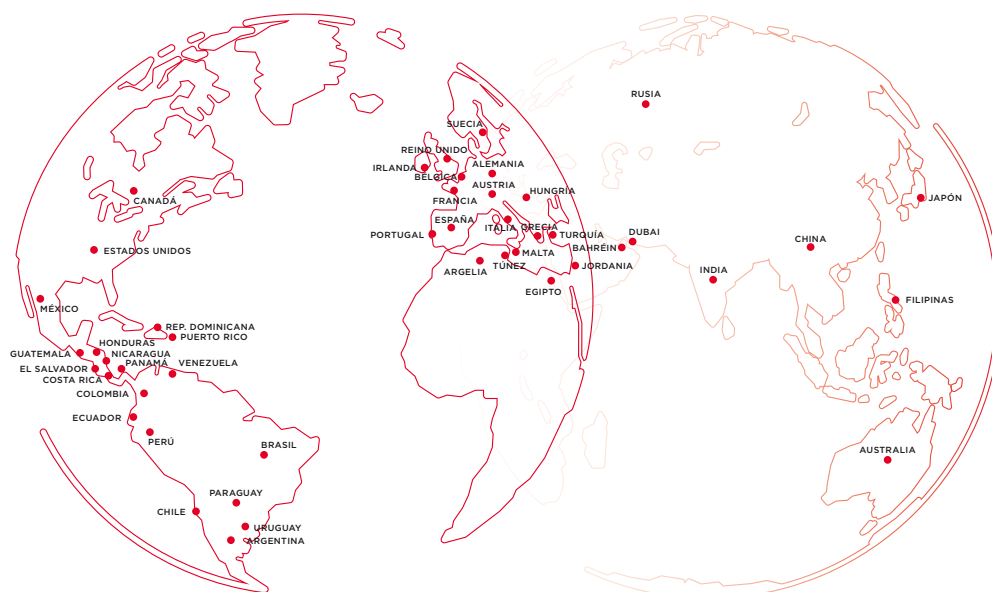 RUSIA
SUECIA
REINO UNIDO
IRLANDA
ALEMANIA
BÉLGICA
AUSTRIA
HUNGRIA
FRANCIA
CANADÁ
JAPÓN
ESPAÑA
ITALIA
GRECIA
PORTUGAL
TURQUÍA
DUBAI
ESTADOS UNIDOS
BAHRÉIN
CHINA
MALTA
TÚNEZ
JORDANIA
ARGELIA
INDIA
EGIPTO
MÉXICO
FILIPINAS
REP. DOMINICANA
PUERTO RICO
HONDURAS
GUATEMALA
NICARAGUA
EL SALVADOR
PANAMÁ
VENEZUELA
COSTA RICA
COLOMBIA
ECUADOR
PERÚ
BRASIL
AUSTRALIA
PARAGUAY
CHILE
URUGUAY
ARGENTINA